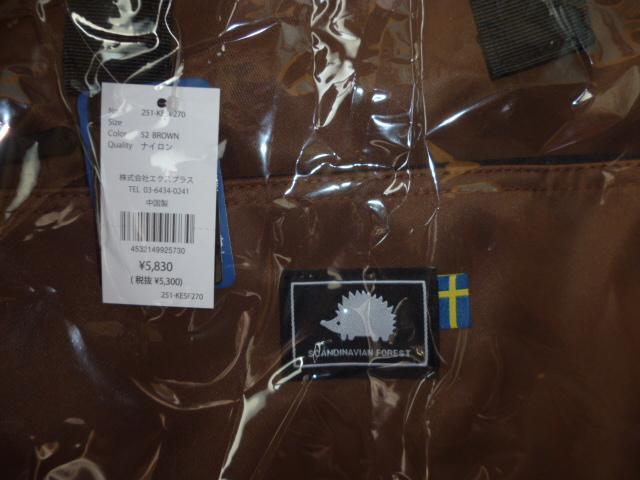 No. 251-KESF270
Size
Color 52 BROWN
Quality ナイロン
株式会社エクスプラス
TEL 03-6434-0241
中国製
4532149925730
¥5,830
(税抜 ¥5,300)
251-KESF270
SCANDINAVIAN FOREST